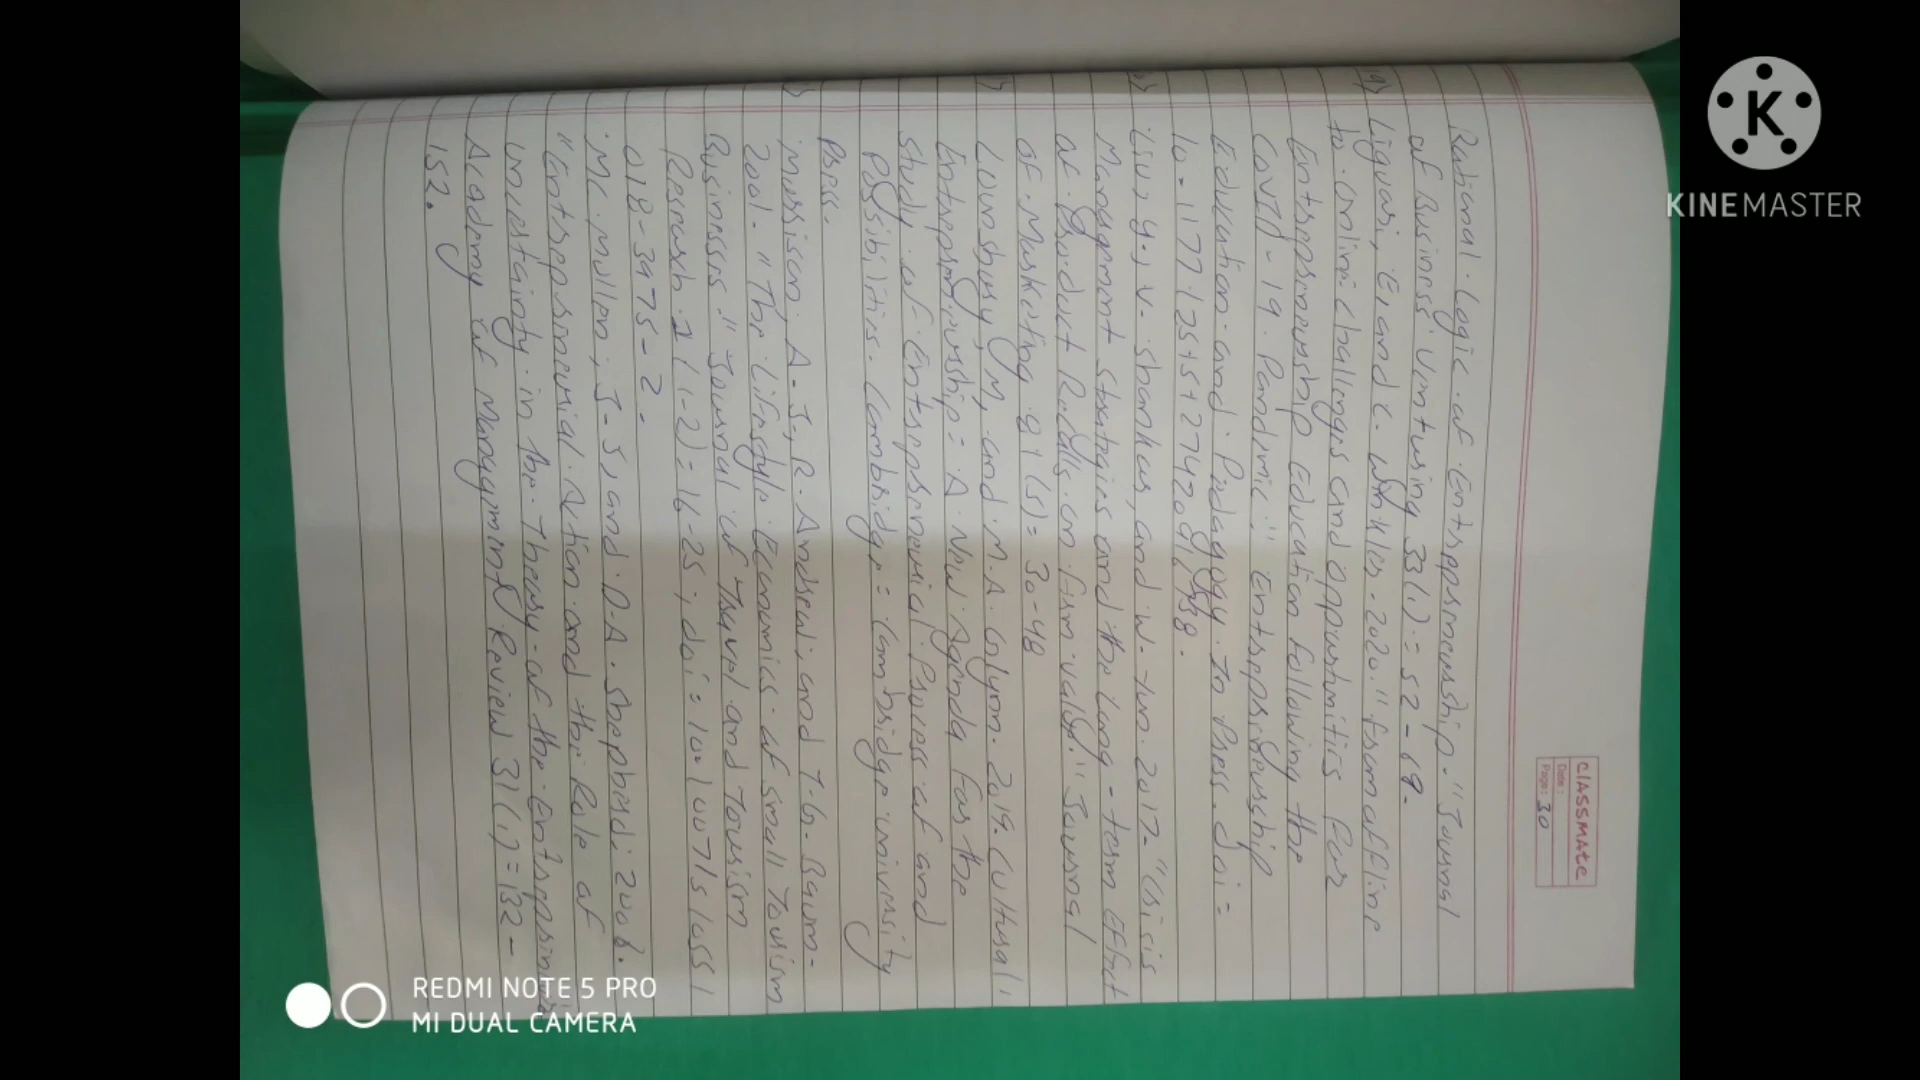 CLASSMATE
Date:
Page: 30
Rational Logic of Entrepreneurship." Journal
of Business Venturing 33(1): 52-69.
Liguori, E, and C. Winkler. 2020. "From offline
to online: challenges and opportunities for
Entrepreneurship Education following the
COVID-19 Pandemic." Entrepreneurship
Education and Pedagogy. In Press. doi:
10.1177/2515127420916738.
Liu, Y, V. Shankar, and W. Yun. 2017. "Crisis
Management strategies and the Long-term Effect
of Product Recalls on firm value." Journal
of Marketing 81(5): 30-48
Lounsbury, M, and M.A. Glynn. 2019. Cultural
Entrepreneurship: A New Agenda For the
study of Entrepreneurial Process of and
Possibilities. Cambridge: Cambridge university
Press.
Morrison, A.J., R. Andrew, and T.G. Baum.
2001. "The Lifestyle Economics of small Tourism
Businesses." Journal of Travel and Tourism
Research 1 (1-2): 16-25.; doi: 10.1007/s1055/
018-3975-2.
Mc.mullen, J.S, and D.A. Shepherd. 2006.
"Entrepreneurial Action and the Role of
uncertainty in the Theory of the Entrepreneur
Academy of Management Review 31(1): 132-
152.
KINEMASTER
REDMI NOTE 5 PRO
MI DUAL CAMERA